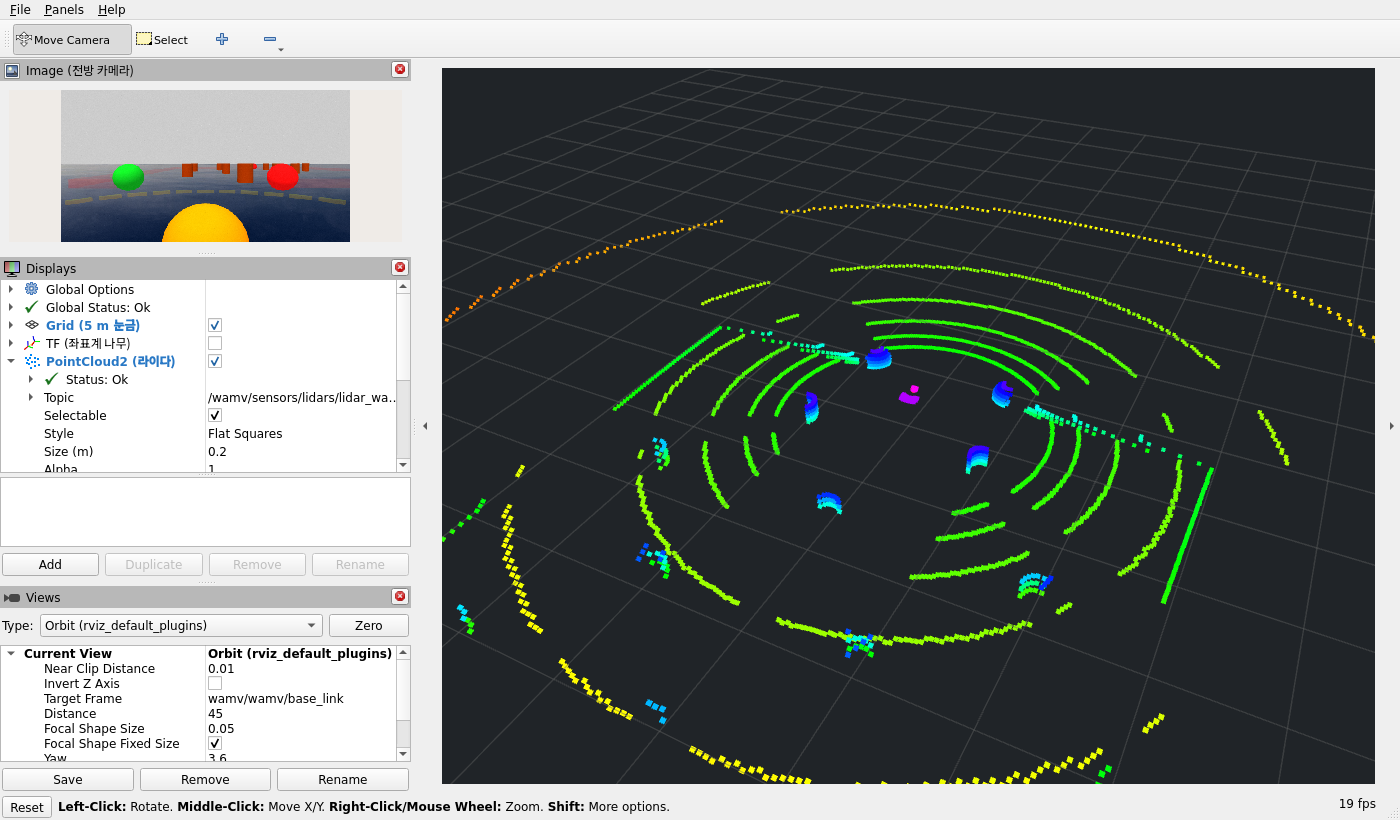 File Panels Help
Move Camera Select
Image (전방 카메라)
Displays
Global Options
Global Status: Ok
Grid (5 m 눈금)
TF (좌표계 나무)
PointCloud2 (라이다)
Status: Ok
Topic /wamv/sensors/lidars/lidar_wa...
Selectable
Style Flat Squares
Size (m) 0.2
Alpha 1
Add Duplicate Remove Rename
Views
Type: Orbit (rviz_default_plugins) Zero
Current View Orbit (rviz_default_plugins)
Near Clip Distance 0.01
Invert Z Axis
Target Frame wamv/wamv/base_link
Distance 45
Focal Shape Size 0.05
Focal Shape Fixed Size
Yaw 3.6
Save Remove Rename
Reset Left-Click: Rotate. Middle-Click: Move X/Y. Right-Click/Mouse Wheel: Zoom. Shift: More options. 19 fps